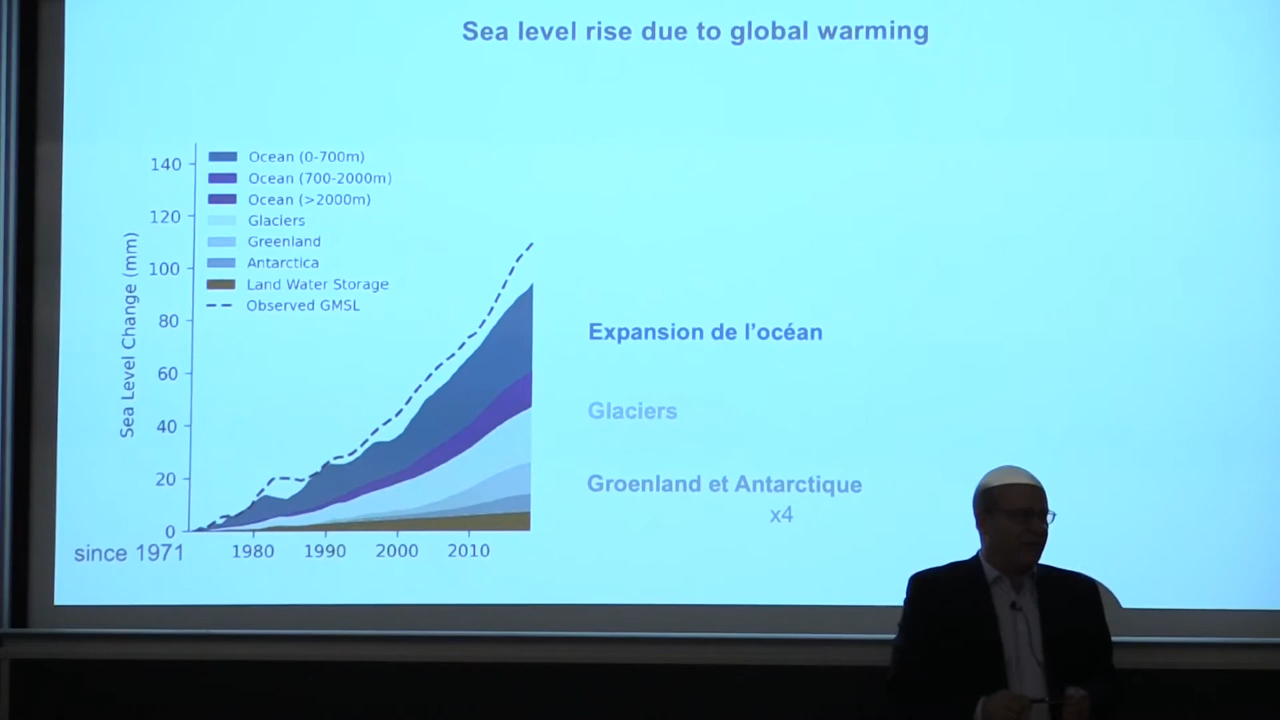 Sea level rise due to global warming
140
120
100
80
60
40
20
0
Sea Level Change (mm)
Ocean (0-700m)
Ocean (700-2000m)
Ocean (>2000m)
Glaciers
Greenland
Antarctica
Land Water Storage
Observed GMSL
since 1971
1980 1990 2000 2010
Expansion de l'océan
Glaciers
Groenland et Antarctique
x4